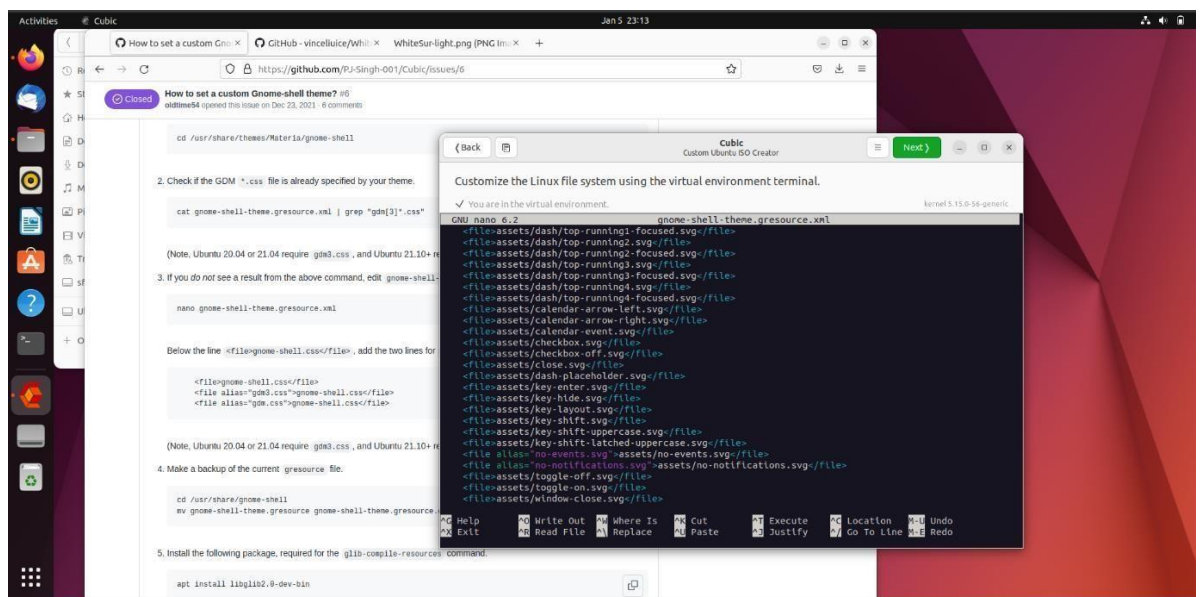 Activities
Cubic
Jan 5 23:13
How to set a custom Gno
GitHub - vinceliuice/Whit
WhiteSur-light.png (PNG Im
https://github.com/PJ-Singh-001/Cubic/issues/6
Closed
How to set a custom Gnome-shell theme? #6
oldtime54 opened this issue on Dec 23, 2021 · 6 comments
cd /usr/share/themes/Materia/gnome-shell
2. Check if the GDM *.css file is already specified by your theme.
cat gnome-shell-theme.gresource.xml | grep "gdm[3]*.css"
(Note, Ubuntu 20.04 or 21.04 require gdm3.css, and Ubuntu 21.10+ re
3. If you do not see a result from the above command, edit gnome-shell-
nano gnome-shell-theme.gresource.xml
Below the line <file>gnome-shell.css</file>, add the two lines for
<file>gnome-shell.css</file>
<file alias="gdm3.css">gnome-shell.css</file>
<file alias="gdm.css">gnome-shell.css</file>
(Note, Ubuntu 20.04 or 21.04 require gdm3.css, and Ubuntu 21.10+ re
4. Make a backup of the current gresource file.
cd /usr/share/gnome-shell
mv gnome-shell-theme.gresource gnome-shell-theme.gresource.
5. Install the following package, required for the glib-compile-resources command.
apt install libglib2.0-dev-bin
Back
Cubic
Custom Ubuntu ISO Creator
Next
Customize the Linux file system using the virtual environment terminal.
✓ You are in the virtual environment.
kernel 5.15.0-56-generic
GNU nano 6.2 gnome-shell-theme.gresource.xml
<file>assets/dash/top-running1-focused.svg</file>
<file>assets/dash/top-running2.svg</file>
<file>assets/dash/top-running2-focused.svg</file>
<file>assets/dash/top-running3.svg</file>
<file>assets/dash/top-running3-focused.svg</file>
<file>assets/dash/top-running4.svg</file>
<file>assets/dash/top-running4-focused.svg</file>
<file>assets/calendar-arrow-left.svg</file>
<file>assets/calendar-arrow-right.svg</file>
<file>assets/calendar-event.svg</file>
<file>assets/checkbox.svg</file>
<file>assets/checkbox-off.svg</file>
<file>assets/close.svg</file>
<file>assets/dash-placeholder.svg</file>
<file>assets/key-enter.svg</file>
<file>assets/key-hide.svg</file>
<file>assets/key-layout.svg</file>
<file>assets/key-shift.svg</file>
<file>assets/key-shift-uppercase.svg</file>
<file>assets/key-shift-latched-uppercase.svg</file>
<file alias="no-events.svg">assets/no-events.svg</file>
<file alias="no-notifications.svg">assets/no-notifications.svg</file>
<file>assets/toggle-off.svg</file>
<file>assets/toggle-on.svg</file>
<file>assets/window-close.svg</file>
^G Help ^O Write Out ^W Where Is ^K Cut ^T Execute ^C Location M-U Undo
^X Exit ^R Read File ^\ Replace ^U Paste ^J Justify ^/ Go To Line M-E Redo